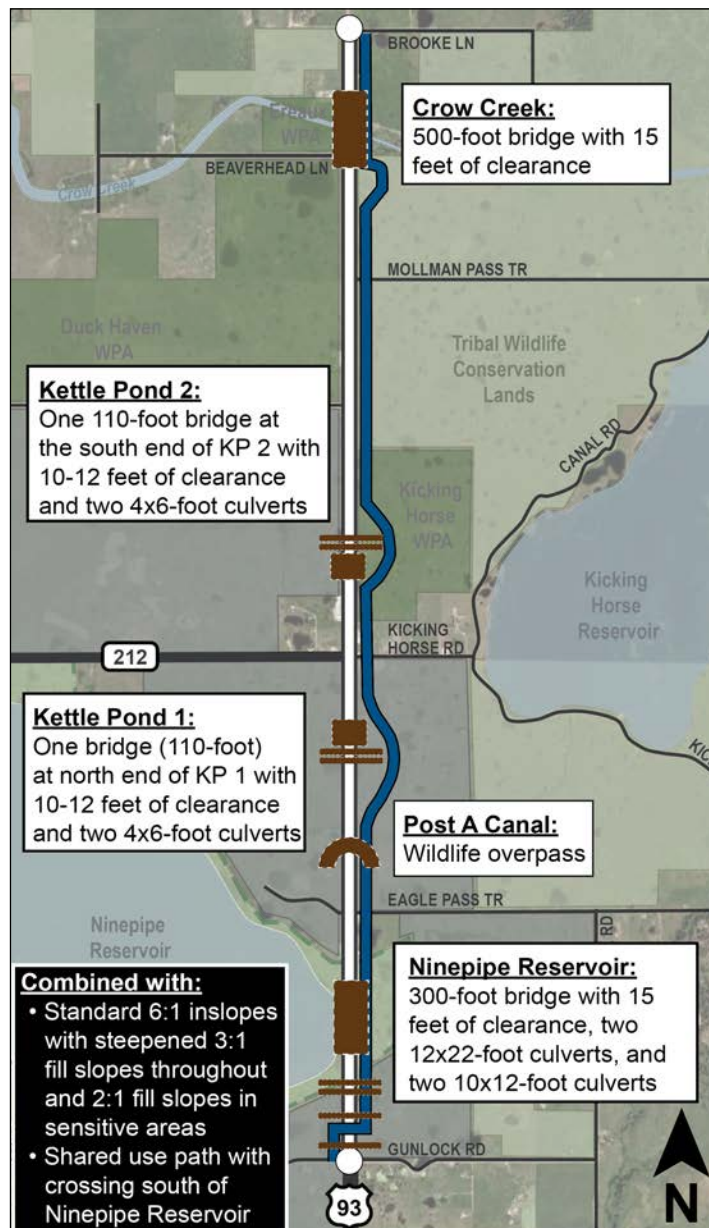 BROOKE LN
Ereaux
WPA
Crow Creek:
500-foot bridge with 15
feet of clearance
BEAVERHEAD LN
Crow Creek
MOLLMAN PASS TR
Duck Haven
WPA
Tribal Wildlife
Conservation
Lands
Kettle Pond 2:
One 110-foot bridge at
the south end of KP 2 with
10-12 feet of clearance
and two 4x6-foot culverts
CANAL RD
Kicking
Horse
WPA
Kicking
Horse
Reservoir
KICKING
HORSE RD
212
Kettle Pond 1:
One bridge (110-foot)
at north end of KP 1 with
10-12 feet of clearance
and two 4x6-foot culverts
KIC
Post A Canal:
Wildlife overpass
EAGLE PASS TR
Ninepipe
Reservoir
RD
Ninepipe Reservoir:
300-foot bridge with 15
feet of clearance, two
12x22-foot culverts, and
two 10x12-foot culverts
Combined with:
• Standard 6:1 inslopes
with steepened 3:1
fill slopes throughout
and 2:1 fill slopes in
sensitive areas
• Shared use path with
crossing south of
Ninepipe Reservoir
GUNLOCK RD
93
N